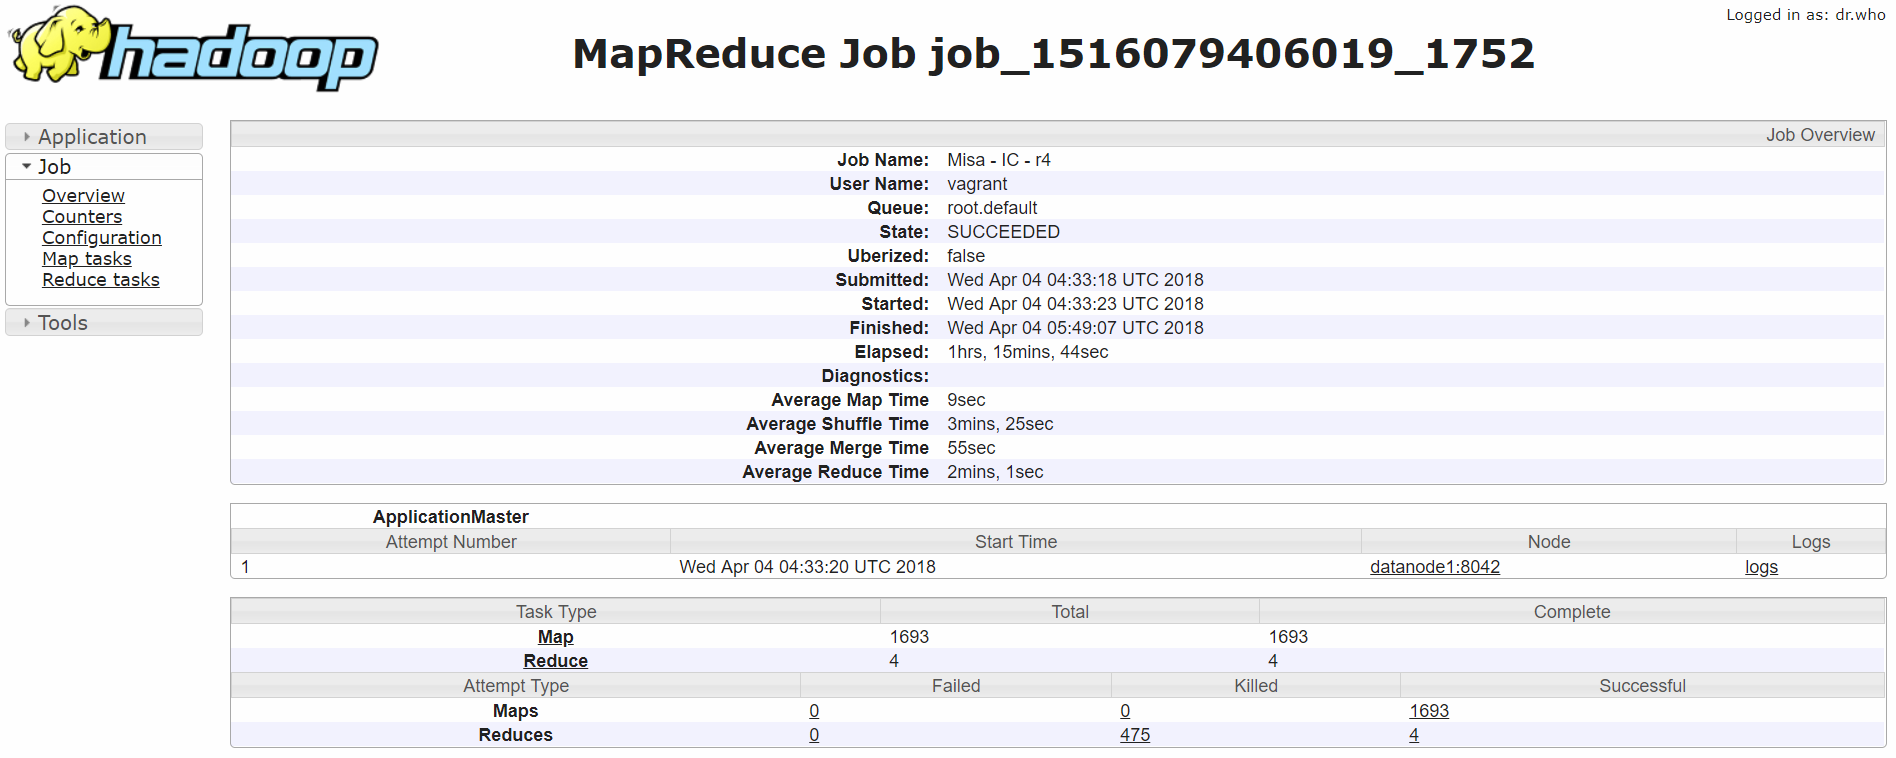 Logged in as: dr.who
hadoop
MapReduce Job job_1516079406019_1752
Application
Job
Overview
Counters
Configuration
Map tasks
Reduce tasks
Tools
Job Overview
Job Name: Misa - IC - r4
User Name: vagrant
Queue: root.default
State: SUCCEEDED
Uberized: false
Submitted: Wed Apr 04 04:33:18 UTC 2018
Started: Wed Apr 04 04:33:23 UTC 2018
Finished: Wed Apr 04 05:49:07 UTC 2018
Elapsed: 1hrs, 15mins, 44sec
Diagnostics:
Average Map Time 9sec
Average Shuffle Time 3mins, 25sec
Average Merge Time 55sec
Average Reduce Time 2mins, 1sec
ApplicationMaster
Attempt Number Start Time Node Logs
1 Wed Apr 04 04:33:20 UTC 2018 datanode1:8042 logs
Task Type Total Complete
Map 1693 1693
Reduce 4 4
Attempt Type Failed Killed Successful
Maps 0 0 1693
Reduces 0 475 4